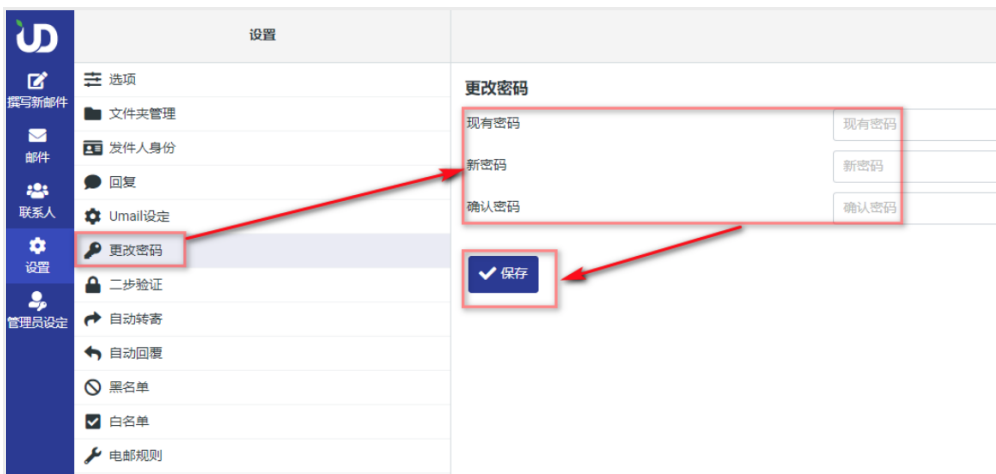 UD
撰写新邮件
邮件
联系人
设置
管理员设定
设置
选项
文件夹管理
发件人身份
回复
Umail设定
更改密码
二步验证
自动转寄
自动回覆
黑名单
白名单
电邮规则
更改密码
现有密码 现有密码
新密码 新密码
确认密码 确认密码
保存